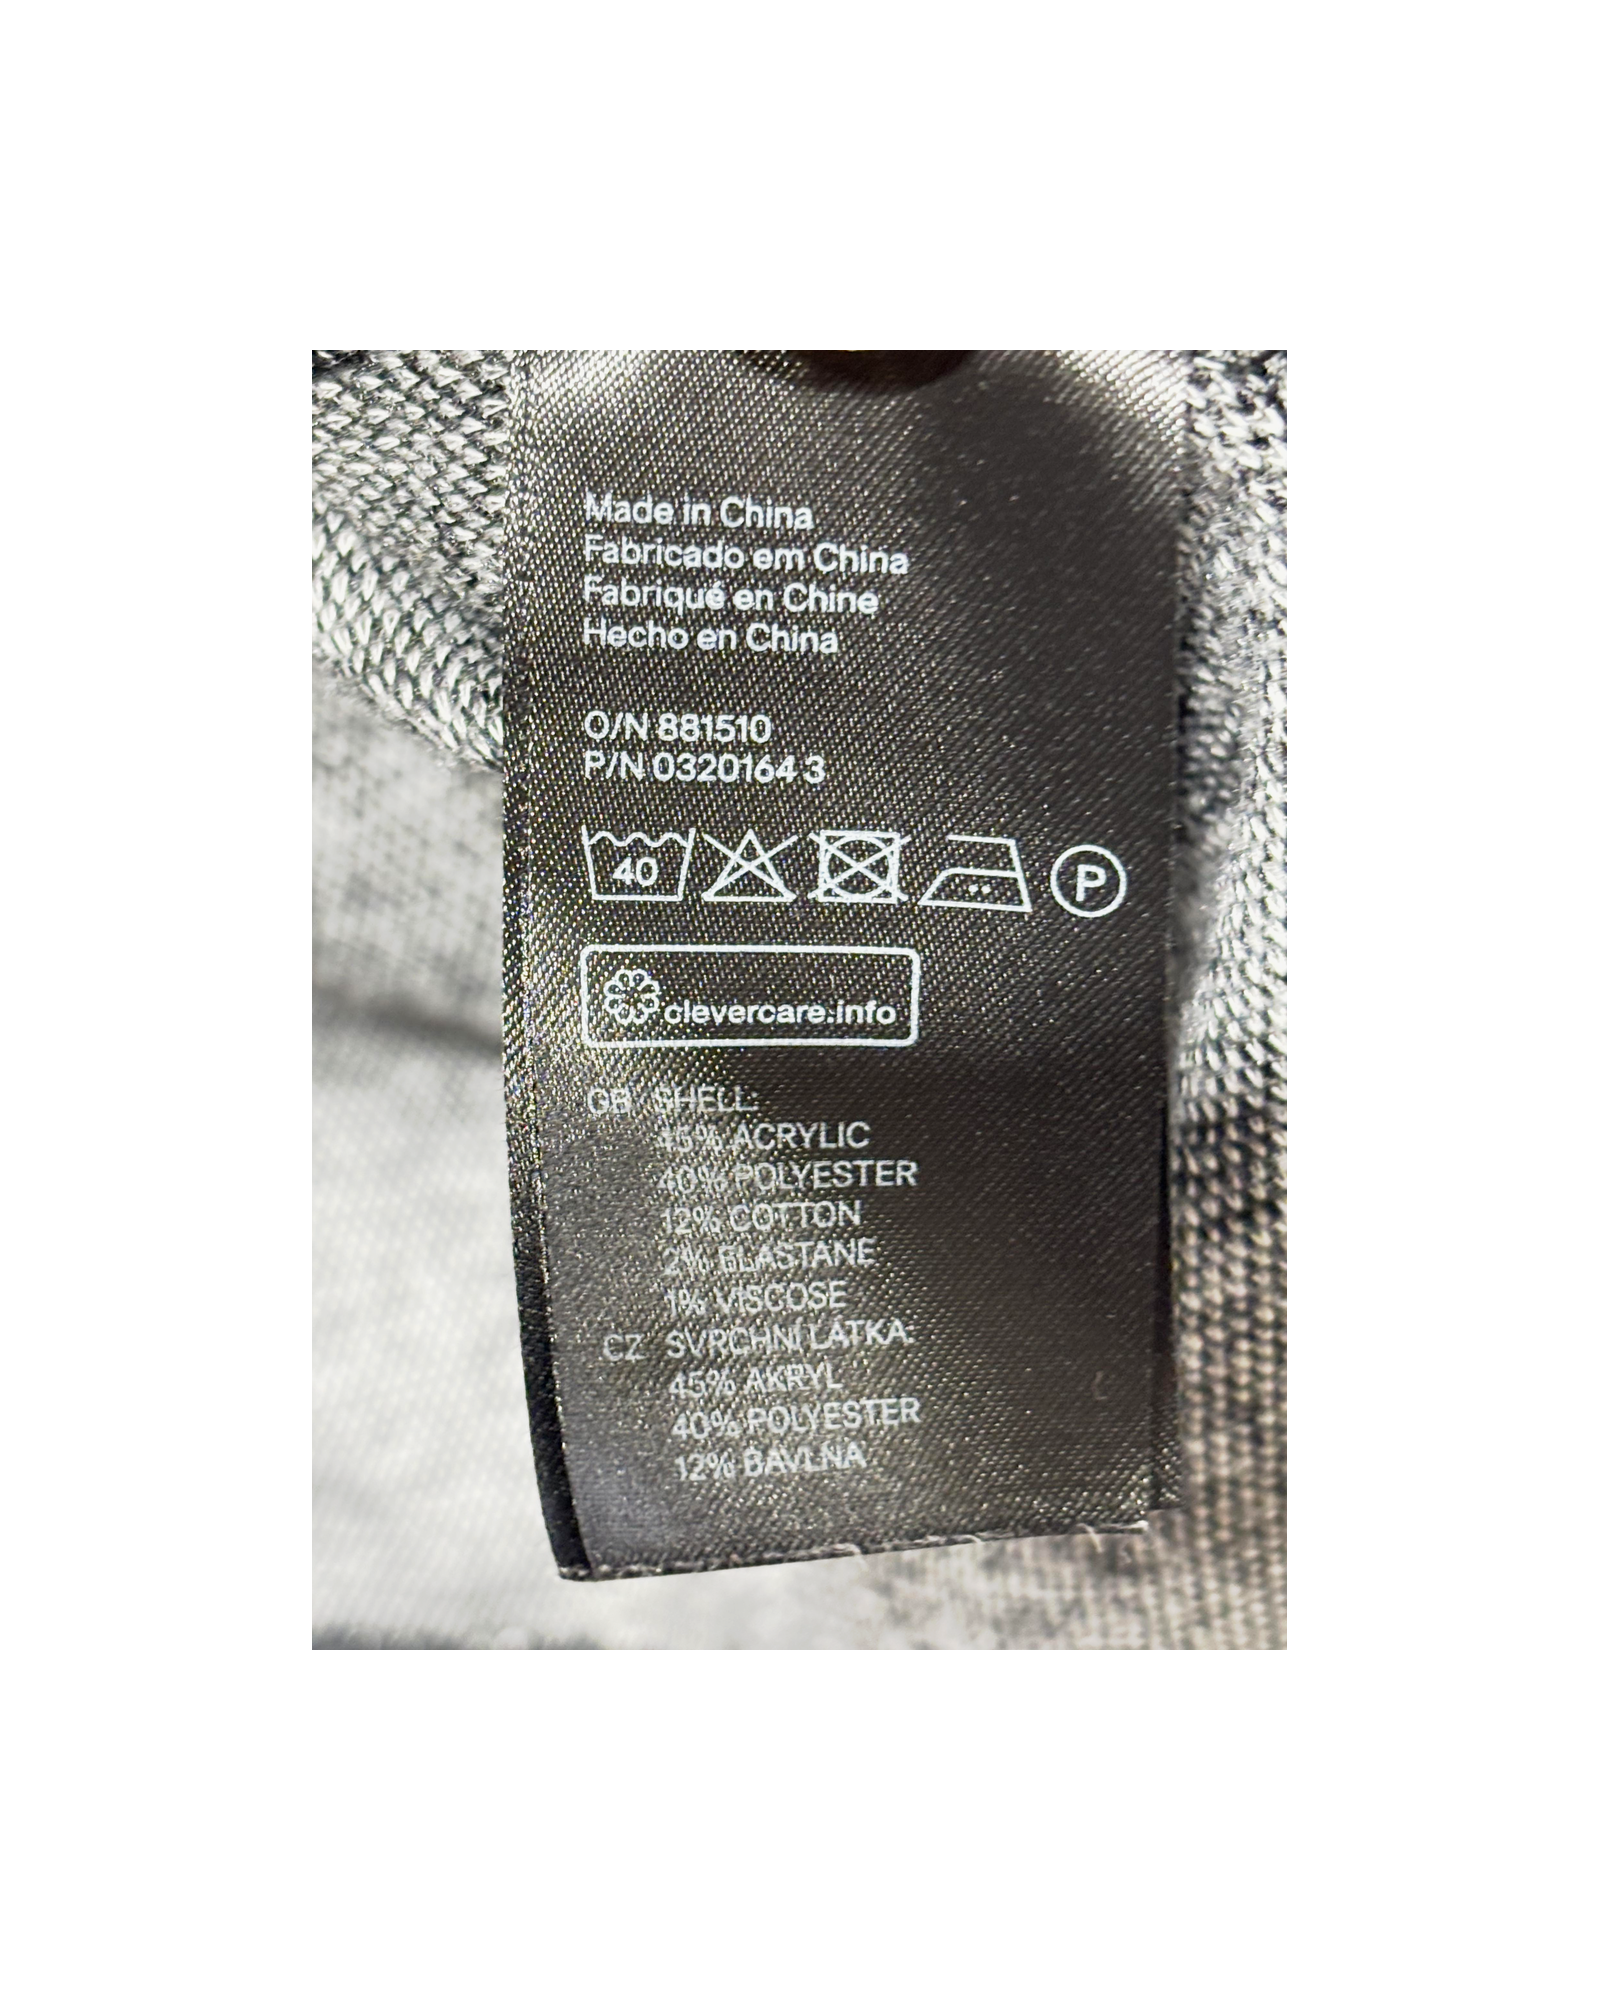 Made in China
Fabricado em China
Fabriqué en Chine
Hecho en China
O/N 881510
P/N 0320164 3
40
P
clevercare.info
GB SHELL:
45% ACRYLIC
40% POLYESTER
12% COTTON
2% ELASTANE
1% VISCOSE
CZ SVRCHNÍ LÁTKA:
45% AKRYL
40% POLYESTER
12% BAVLNA